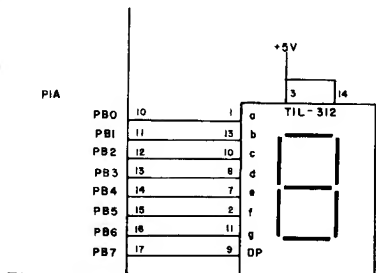 +5V
PIA
3 14
TIL-312
PB0 10 1 a
PB1 11 13 b
PB2 12 10 c
PB3 13 8 d
PB4 14 7 e
PB5 15 2 f
PB6 16 11 g
PB7 17 9 DP